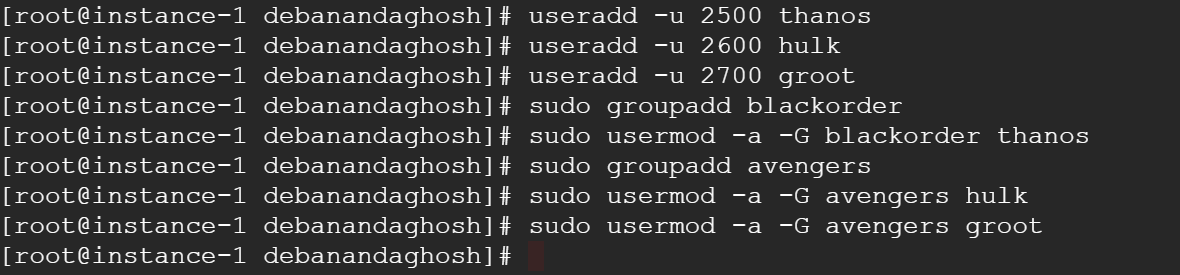 [root@instance-1 debanandaghosh]# useradd -u 2500 thanos
[root@instance-1 debanandaghosh]# useradd -u 2600 hulk
[root@instance-1 debanandaghosh]# useradd -u 2700 groot
[root@instance-1 debanandaghosh]# sudo groupadd blackorder
[root@instance-1 debanandaghosh]# sudo usermod -a -G blackorder thanos
[root@instance-1 debanandaghosh]# sudo groupadd avengers
[root@instance-1 debanandaghosh]# sudo usermod -a -G avengers hulk
[root@instance-1 debanandaghosh]# sudo usermod -a -G avengers groot
[root@instance-1 debanandaghosh]#